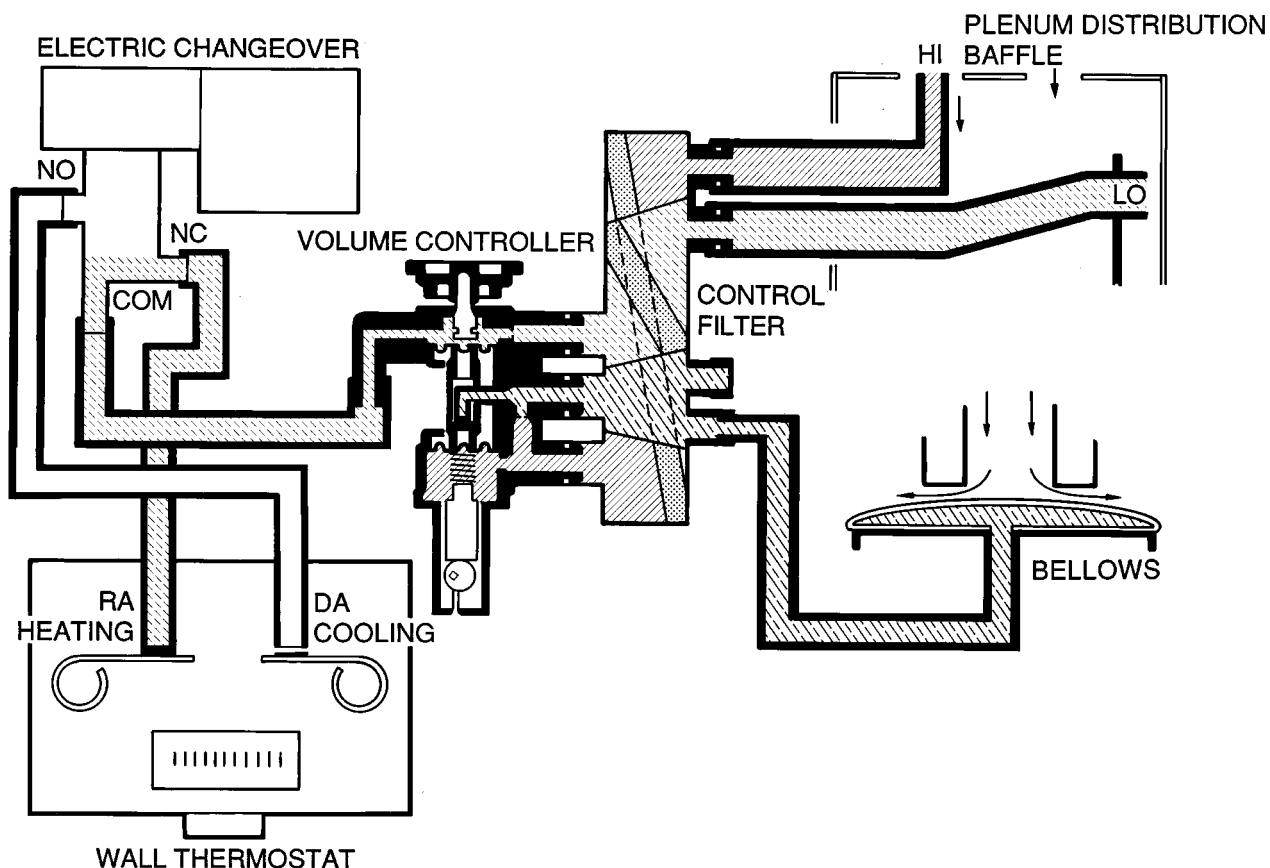 ELECTRIC CHANGEOVER
PLENUM DISTRIBUTION
BAFFLE
HI
NO
LO
NC
VOLUME CONTROLLER
COM
CONTROL
FILTER
BELLOWS
RA
HEATING
DA
COOLING
WALL THERMOSTAT